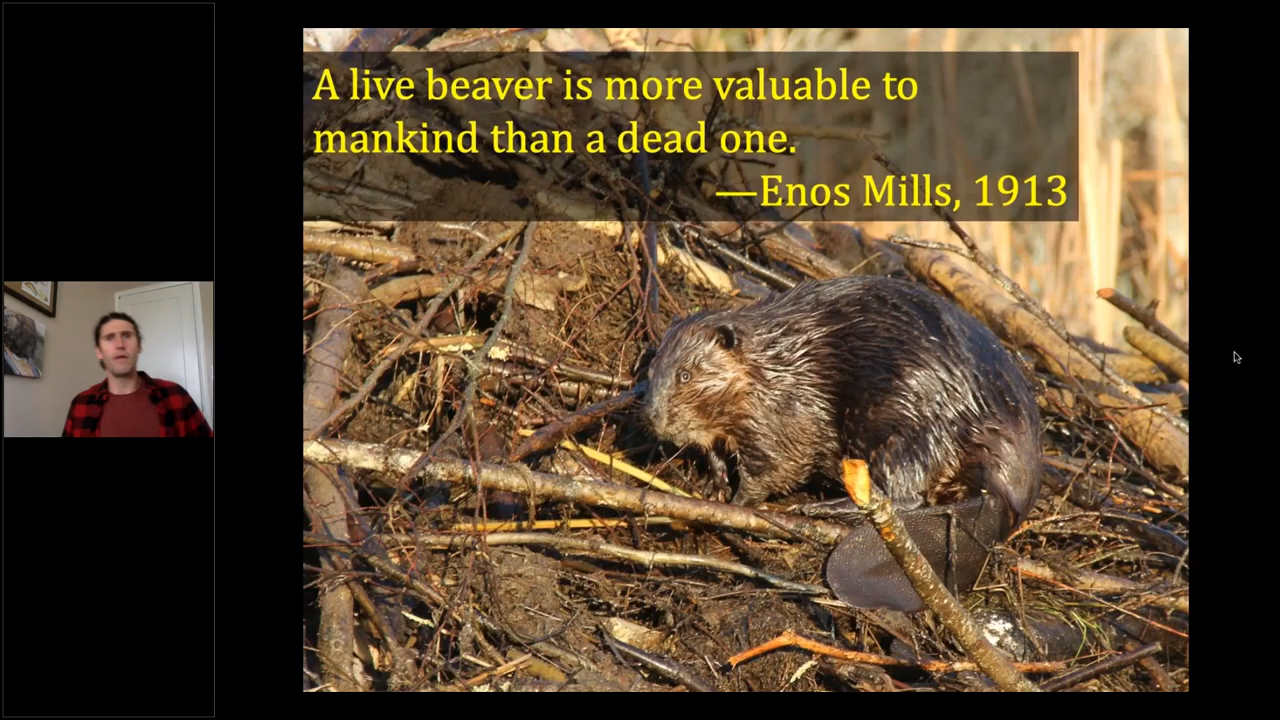 A live beaver is more valuable to
mankind than a dead one.
—Enos Mills, 1913